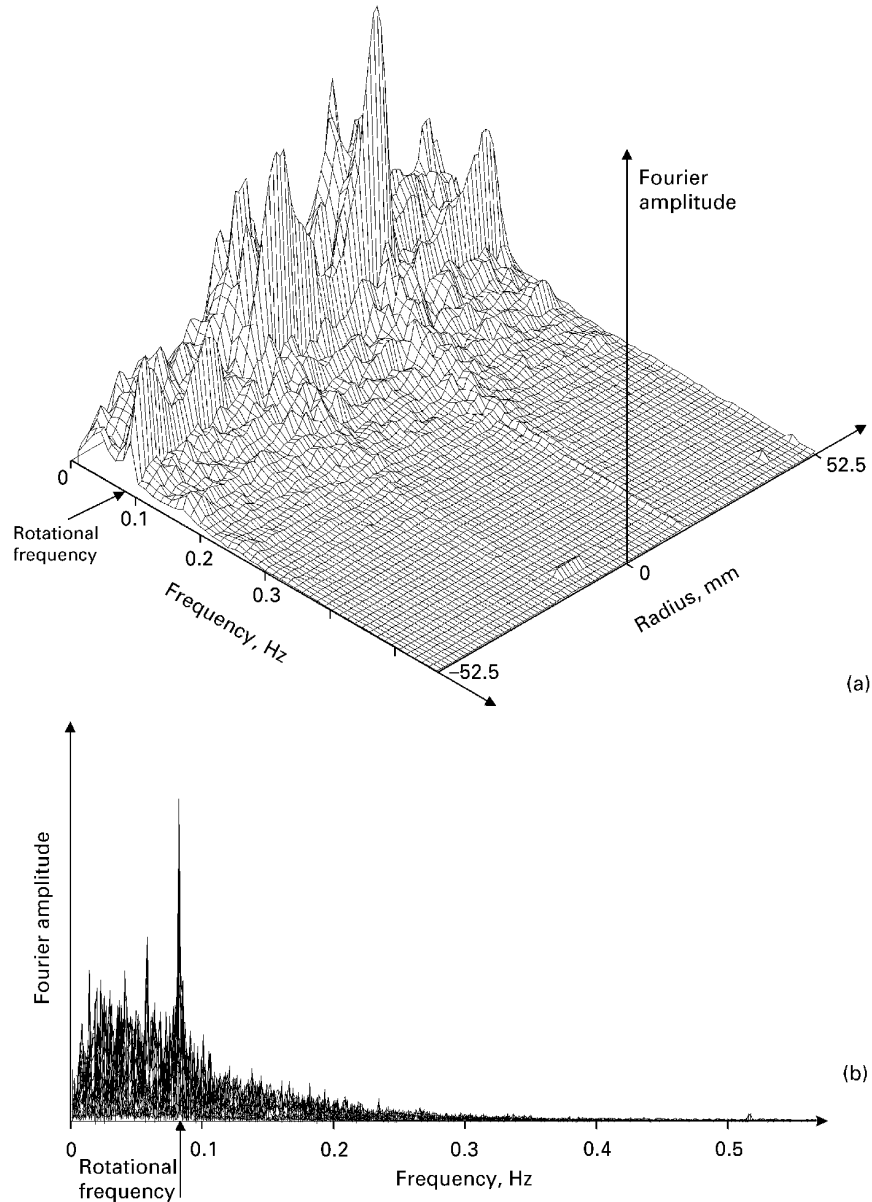 Fourier
amplitude
52.5
0
0
0.1
Rotational
frequency
0.2
0.3
Frequency, Hz
Radius, mm
–52.5
(a)
Fourier amplitude
(b)
0
0.1
0.2
0.3
0.4
0.5
Rotational
frequency
Frequency, Hz